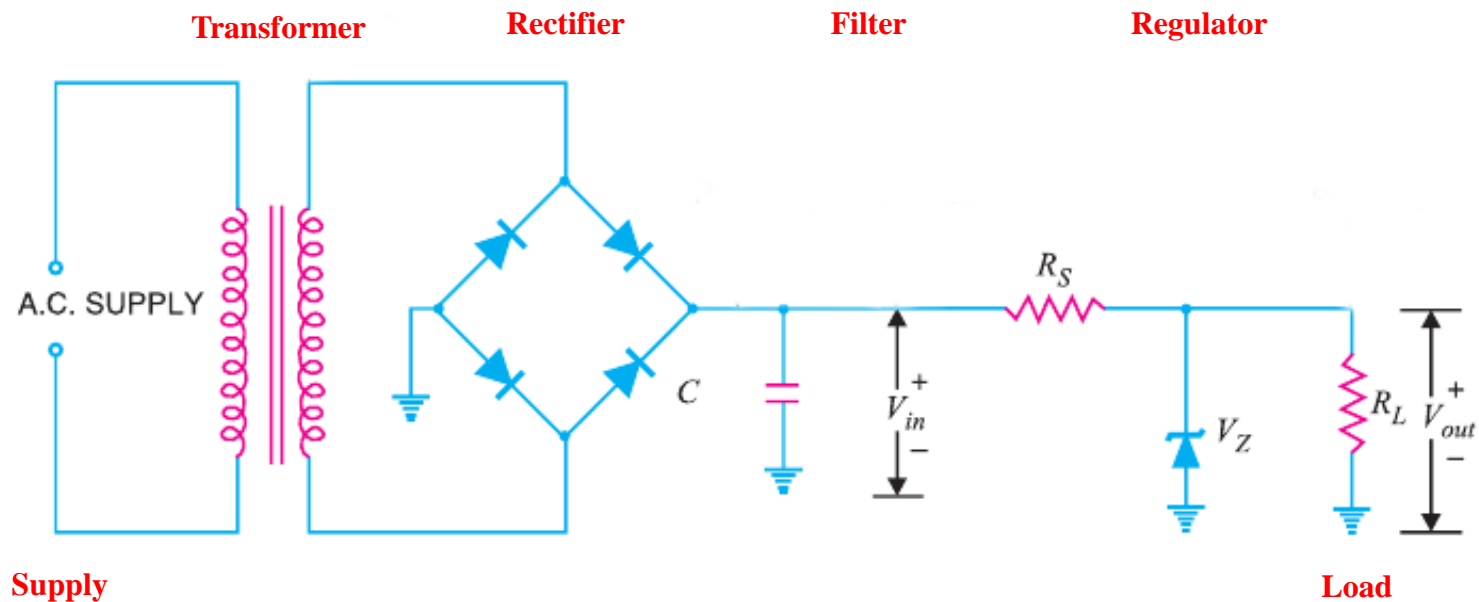 Transformer
Rectifier
Filter
Regulator
A.C. SUPPLY
C
+
V_in
−
R_S
V_Z
R_L
+
V_out
−
Supply
Load